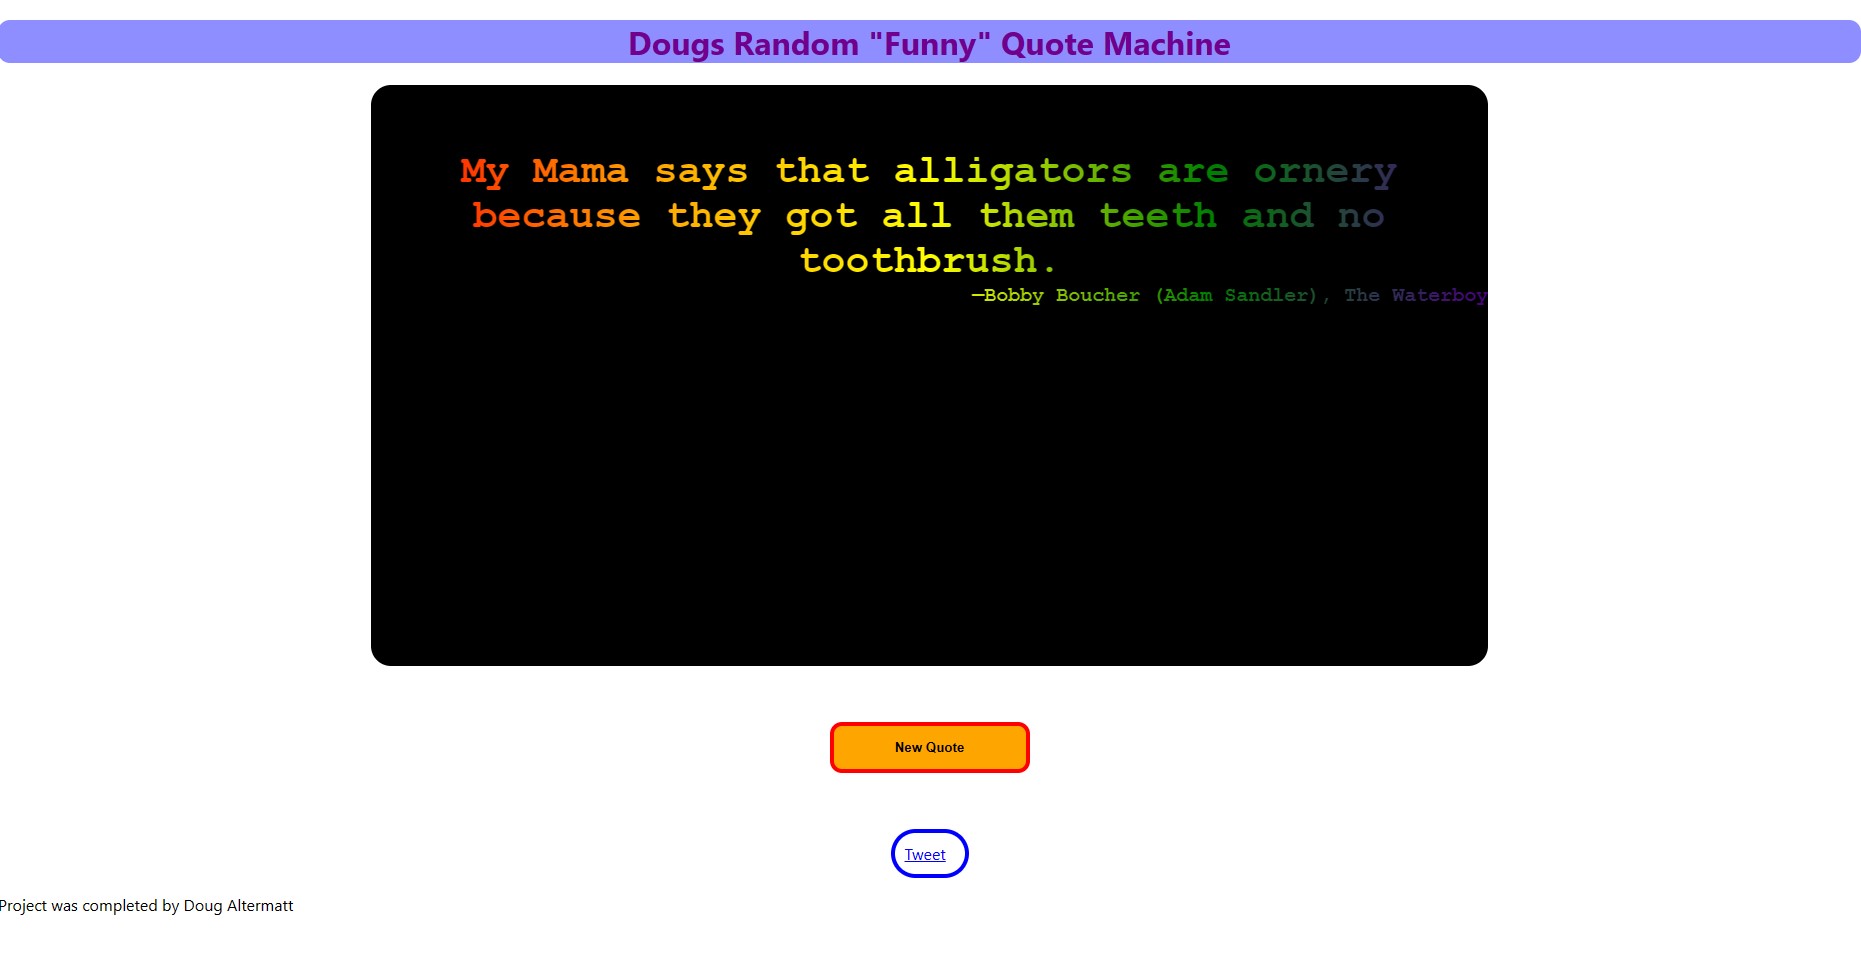 Dougs Random "Funny" Quote Machine
My Mama says that alligators are ornery
because they got all them teeth and no
toothbrush.
—Bobby Boucher (Adam Sandler), The Waterboy
New Quote
Tweet
Project was completed by Doug Altermatt